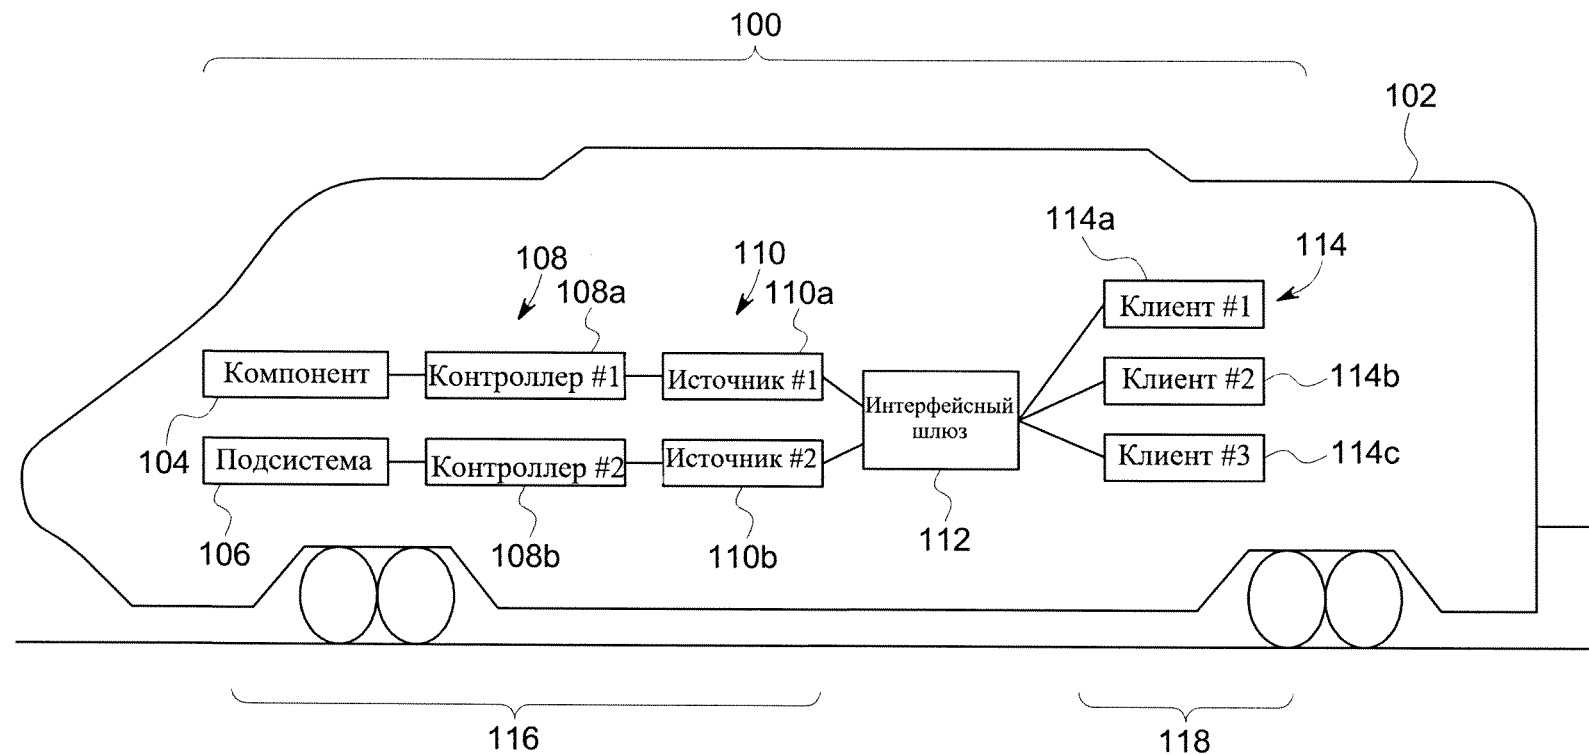 100
102
114a
108
110
114
108a
110a
Клиент #1
Компонент
Контроллер #1
Источник #1
Клиент #2
114b
Интерфейсный
шлюз
104
Подсистема
Контроллер #2
Источник #2
Клиент #3
114c
106
108b
110b
112
116
118